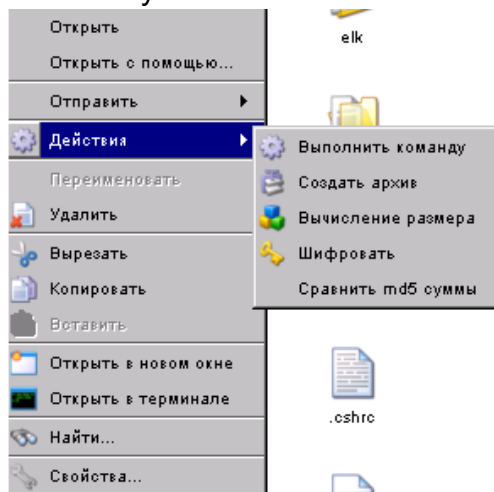 Открыть
Открыть с помощью...
Отправить
Действия
Переименовать
Удалить
Вырезать
Копировать
Вставить
Открыть в новом окне
Открыть в терминале
Найти...
Свойства...
Выполнить команду
Создать архив
Вычисление размера
Шифровать
Сравнить md5 суммы
elk
.cshrc